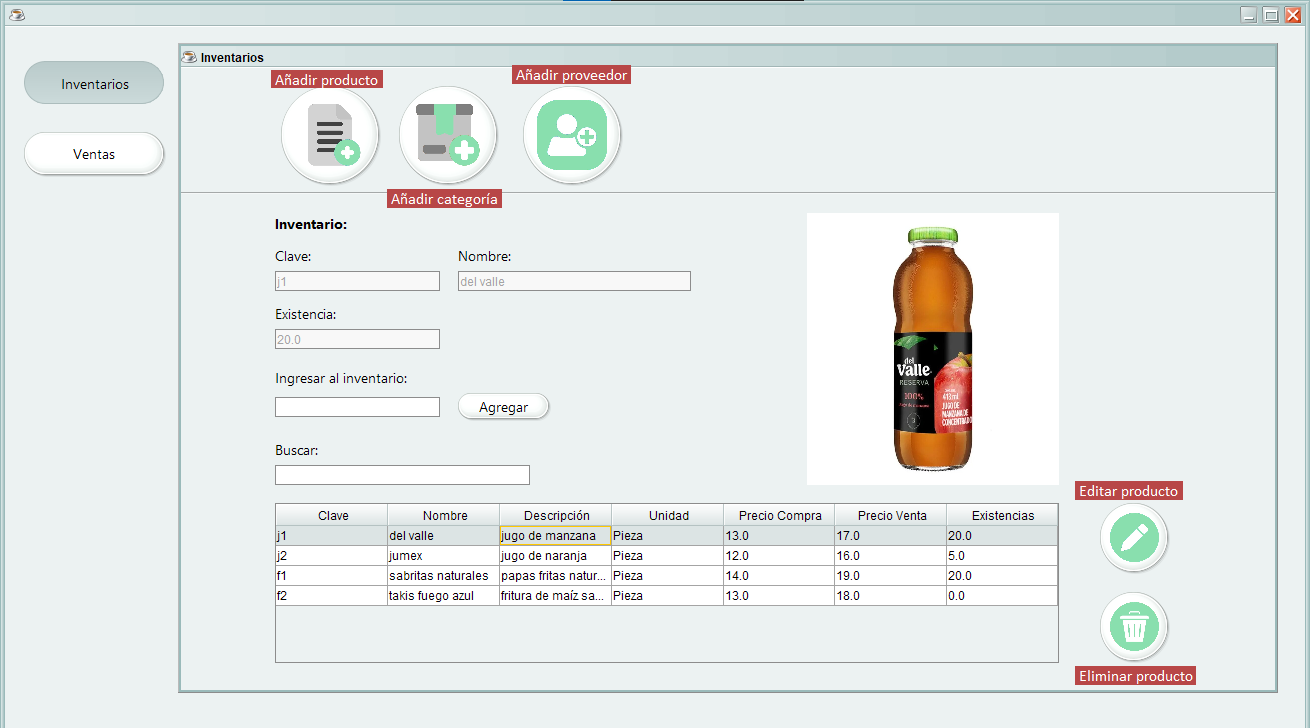 Inventarios
Ventas
Inventarios
Añadir producto
Añadir categoría
Añadir proveedor
Inventario:
Clave:
Nombre:
j1
del valle
Existencia:
20.0
Ingresar al inventario:
Agregar
Buscar:
del
Valle
RESERVA
100%
jugo de manzana
413ml
JUGO DE
MANZANA DE
CONCENTRADO
Clave Nombre Descripción Unidad Precio Compra Precio Venta Existencias
j1 del valle jugo de manzana Pieza 13.0 17.0 20.0
j2 jumex jugo de naranja Pieza 12.0 16.0 5.0
f1 sabritas naturales papas fritas natur... Pieza 14.0 19.0 20.0
f2 takis fuego azul fritura de maíz sa... Pieza 13.0 18.0 0.0
Editar producto
Eliminar producto